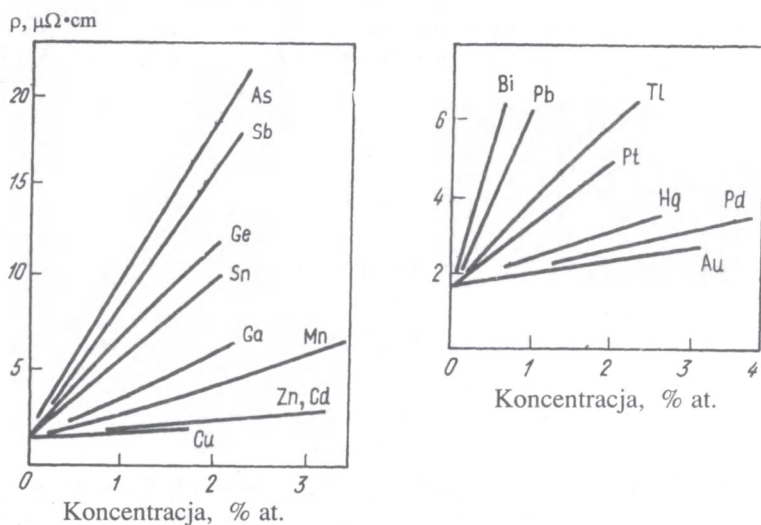 ρ, μΩ•cm
20
15
10
5
As
Sb
Ge
Sn
Ga
Mn
Zn, Cd
Cu
0 1 2 3
Koncentracja, % at.
6
4
2
0
Bi
Pb
Tl
Pt
Hg
Pd
Au
0 1 2 3 4
Koncentracja, % at.